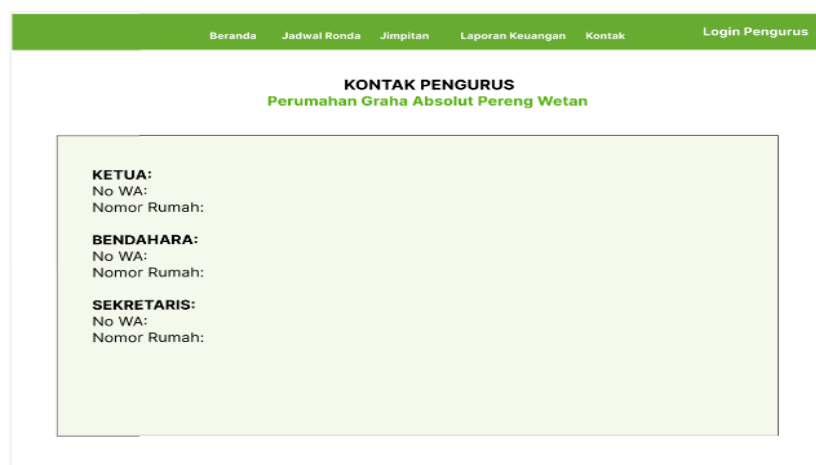 Beranda Jadwal Ronda Jimpitan Laporan Keuangan Kontak Login Pengurus
KONTAK PENGURUS
Perumahan Graha Absolut Pereng Wetan
KETUA:
No WA:
Nomor Rumah:
BENDAHARA:
No WA:
Nomor Rumah:
SEKRETARIS:
No WA:
Nomor Rumah: